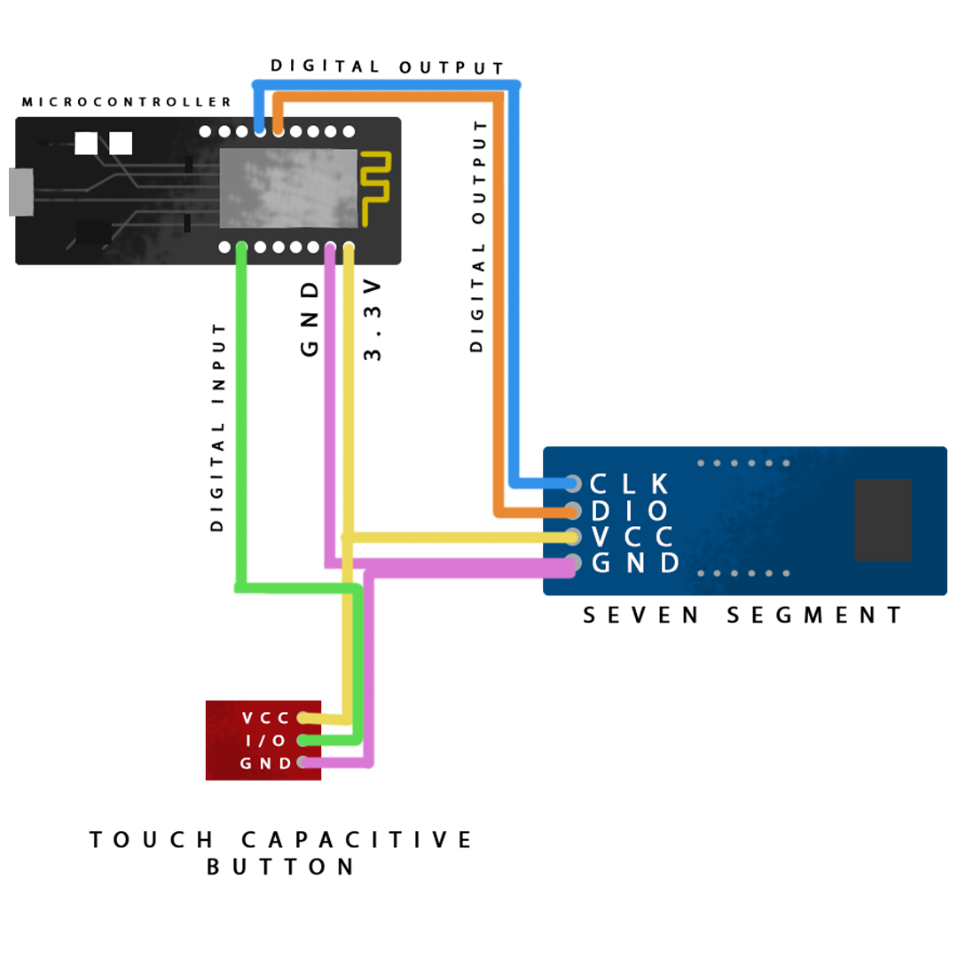 DIGITAL OUTPUT
MICROCONTROLLER
DIGITAL OUTPUT
GND
3.3V
DIGITAL INPUT
CLK
DIO
VCC
GND
SEVEN SEGMENT
VCC
I/O
GND
TOUCH CAPACITIVE
BUTTON